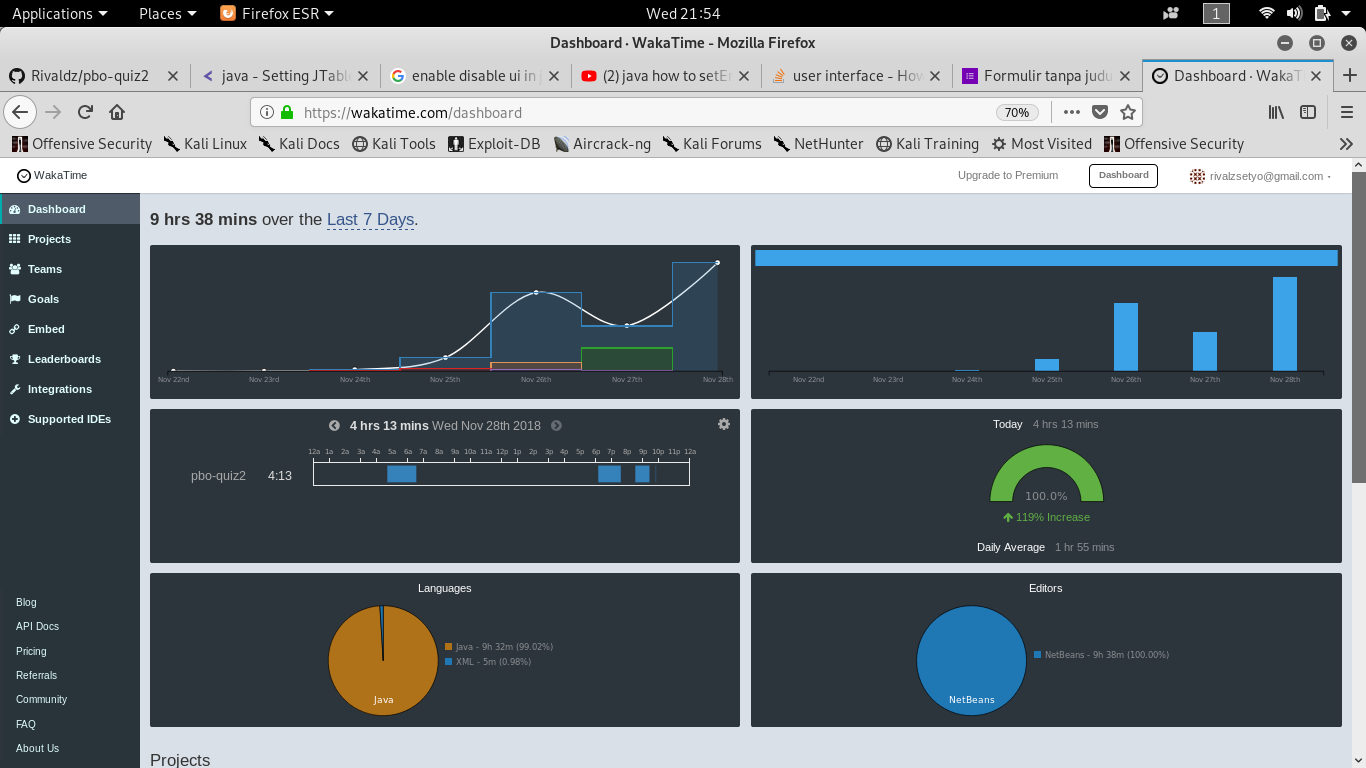 Applications Places Firefox ESR Wed 21:54 1
Dashboard · WakaTime - Mozilla Firefox
Rivaldz/pbo-quiz2 java - Setting JTabl enable disable ui in j (2) java how to setE user interface - How Formulir tanpa judu Dashboard · WakaT
https://wakatime.com/dashboard 70%
Offensive Security Kali Linux Kali Docs Kali Tools Exploit-DB Aircrack-ng Kali Forums NetHunter Kali Training Most Visited Offensive Security
WakaTime Upgrade to Premium Dashboard rivalzsetyo@gmail.com
Dashboard
Projects
Teams
Goals
Embed
Leaderboards
Integrations
Supported IDEs
Blog
API Docs
Pricing
Referrals
Community
FAQ
About Us
9 hrs 38 mins over the Last 7 Days.
Nov 22nd Nov 23rd Nov 24th Nov 25th Nov 26th Nov 27th Nov 28th
Nov 22nd Nov 23rd Nov 24th Nov 25th Nov 26th Nov 27th Nov 28th
4 hrs 13 mins Wed Nov 28th 2018
12a 1a 2a 3a 4a 5a 6a 7a 8a 9a 10a 11a 12a 1p 2p 3p 4p 5p 6p 7p 8p 9p 10p 11p 12a
pbo-quiz2 4:13
Today 4 hrs 13 mins
100.0%
119% Increase
Daily Average 1 hr 55 mins
Languages
Java - 9h 32m (99.02%)
XML - 5m (0.98%)
Java
Editors
NetBeans - 9h 38m (100.00%)
NetBeans
Projects